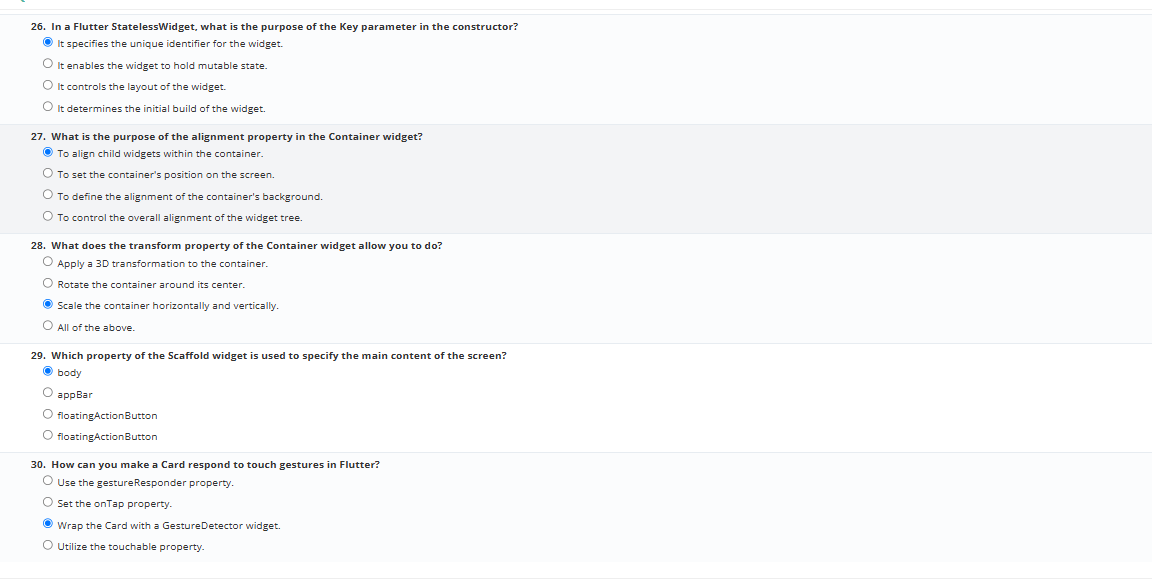 26. In a Flutter StatelessWidget, what is the purpose of the Key parameter in the constructor?
It specifies the unique identifier for the widget.
It enables the widget to hold mutable state.
It controls the layout of the widget.
It determines the initial build of the widget.
27. What is the purpose of the alignment property in the Container widget?
To align child widgets within the container.
To set the container's position on the screen.
To define the alignment of the container's background.
To control the overall alignment of the widget tree.
28. What does the transform property of the Container widget allow you to do?
Apply a 3D transformation to the container.
Rotate the container around its center.
Scale the container horizontally and vertically.
All of the above.
29. Which property of the Scaffold widget is used to specify the main content of the screen?
body
appBar
floatingActionButton
floatingActionButton
30. How can you make a Card respond to touch gestures in Flutter?
Use the gestureResponder property.
Set the onTap property.
Wrap the Card with a GestureDetector widget.
Utilize the touchable property.